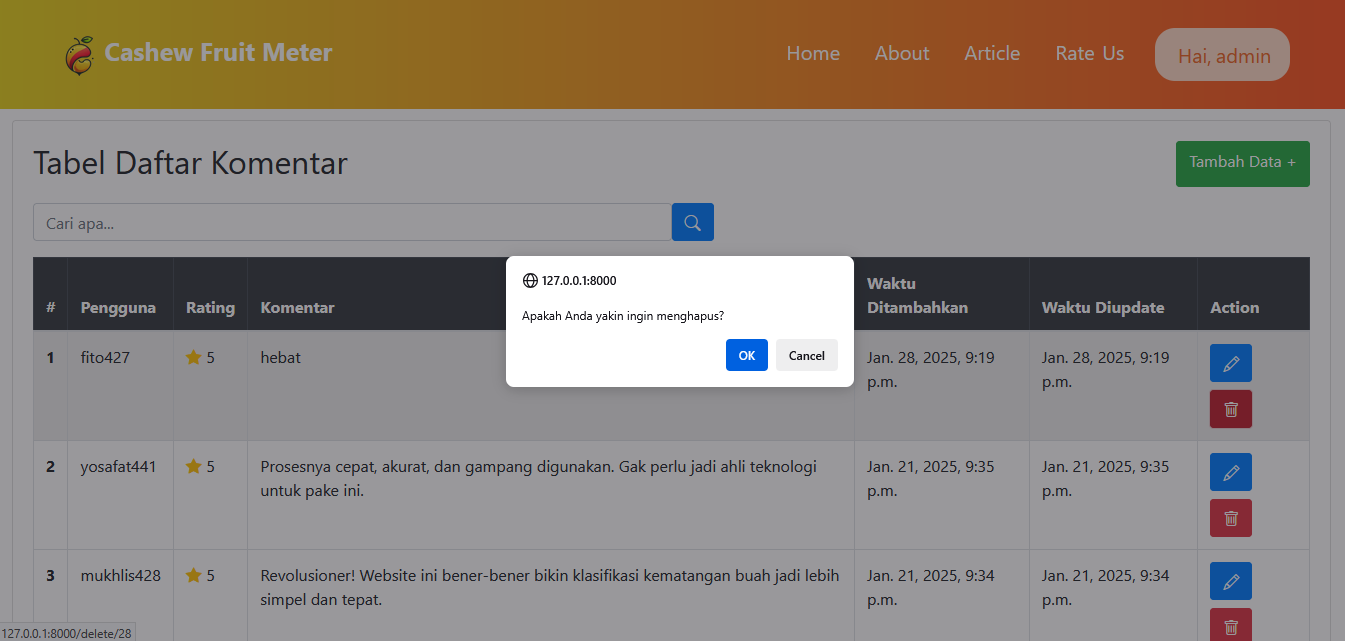 Cashew Fruit Meter
Home About Article Rate Us Hai, admin
Tabel Daftar Komentar
Tambah Data +
Cari apa...
127.0.0.1:8000
Apakah Anda yakin ingin menghapus?
OK Cancel
# Pengguna Rating Komentar Waktu Ditambahkan Waktu Diupdate Action
1 fito427 5 hebat Jan. 28, 2025, 9:19 Jan. 28, 2025, 9:19
p.m. p.m.
2 yosafat441 5 Prosesnya cepat, akurat, dan gampang digunakan. Gak perlu jadi ahli teknologi Jan. 21, 2025, 9:35 Jan. 21, 2025, 9:35
untuk pake ini. p.m. p.m.
3 mukhlis428 5 Revolusioner! Website ini bener-bener bikin klasifikasi kematangan buah jadi lebih Jan. 21, 2025, 9:34 Jan. 21, 2025, 9:34
simpel dan tepat. p.m. p.m.
127.0.0.1:8000/delete/28